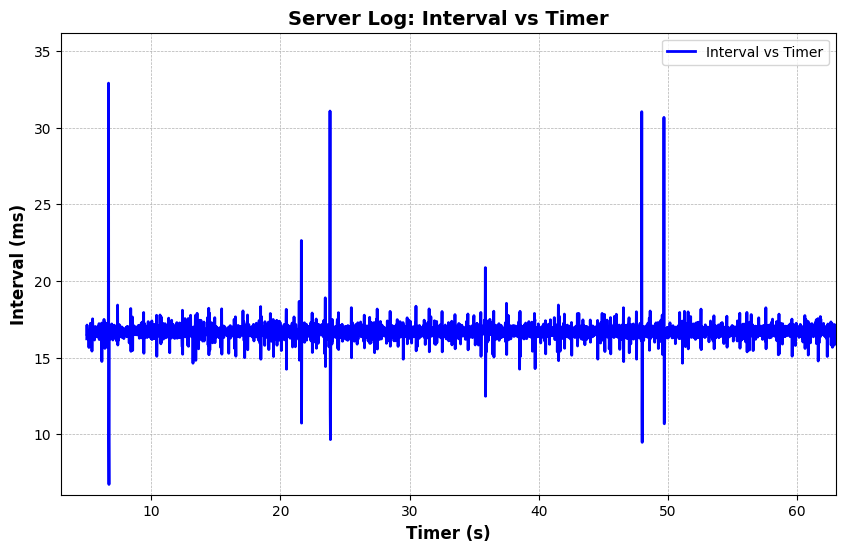 Server Log: Interval vs Timer
Interval vs Timer
35
30
25
20
15
10
Interval (ms)
10 20 30 40 50 60
Timer (s)